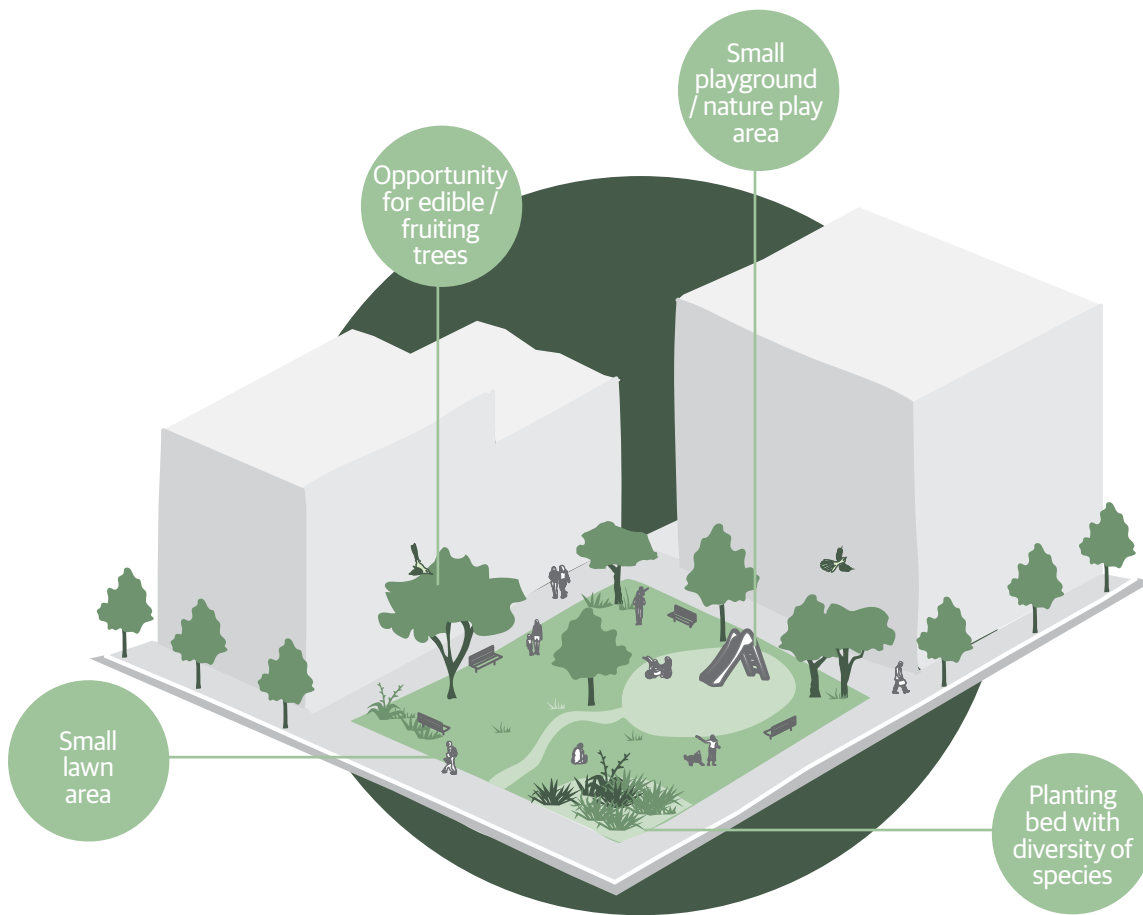 Small
playground
/ nature play
area
Opportunity
for edible /
fruiting
trees
Small
lawn
area
Planting
bed with
diversity of
species